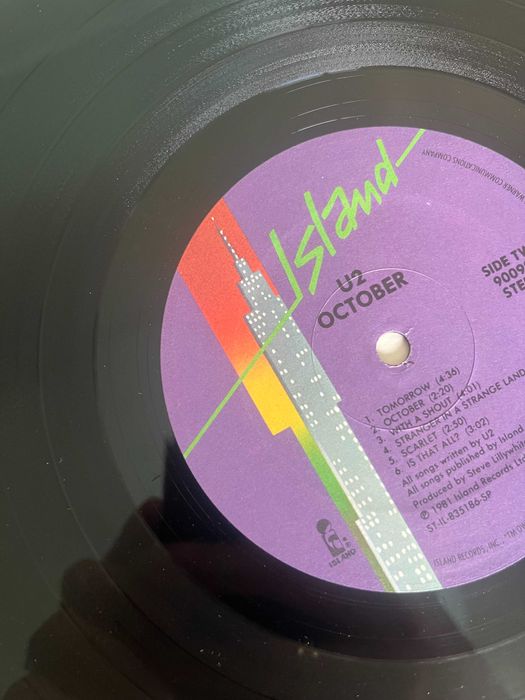 Island
WARNER COMMUNICATIONS COMPANY
U2
OCTOBER
SIDE
STE
1. TOMORROW (4:36)
2. OCTOBER (2:20)
3. WITH A SHOUT (4:01)
4. STRANGER IN A STRANGE LAND
5. SCARLET (2:50)
6. IS THAT ALL? (3:02)
All songs written by U2
All songs published by Island
Produced by Steve Lillywhi
℗ 1981 Island Records Ltd
ST-IL-835186-SP
ISLAND
ISLAND RECORDS, INC.